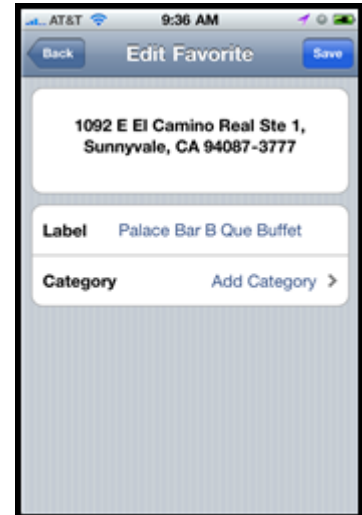 AT&T 9:36 AM
Back Edit Favorite Save
1092 E El Camino Real Ste 1,
Sunnyvale, CA 94087-3777
Label Palace Bar B Que Buffet
Category Add Category